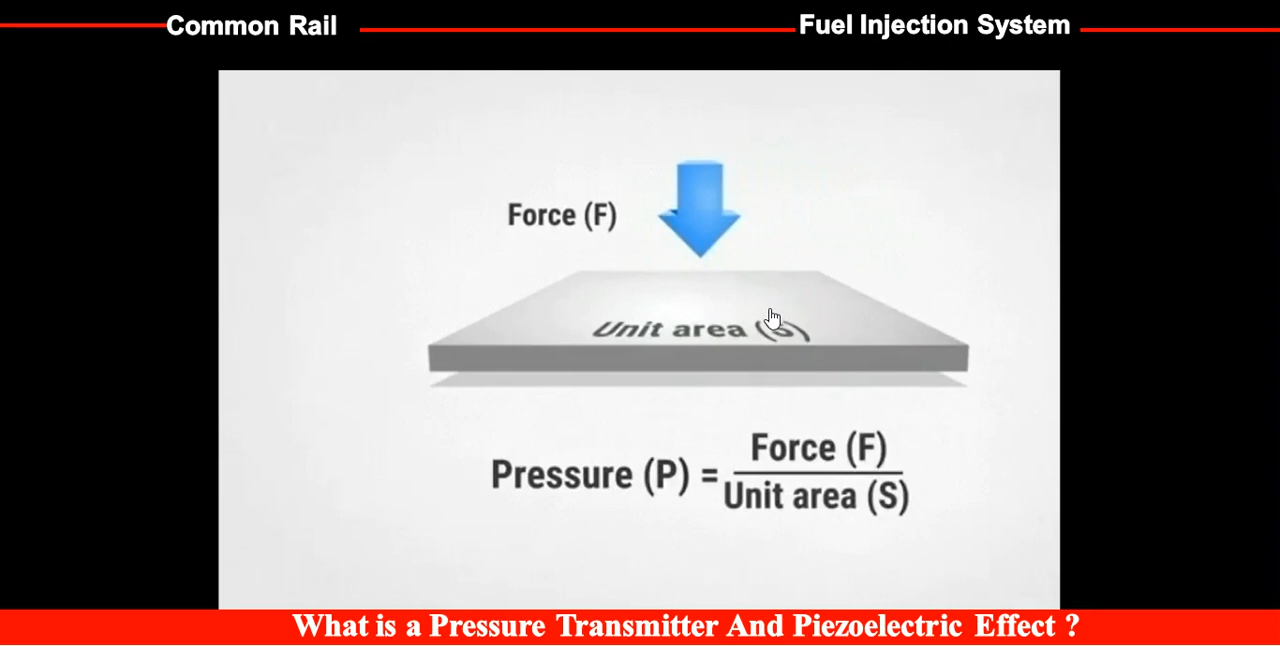 Common Rail Fuel Injection System
Force (F)
Unit area (S)
Pressure (P) = Force (F)
Unit area (S)
What is a Pressure Transmitter And Piezoelectric Effect ?